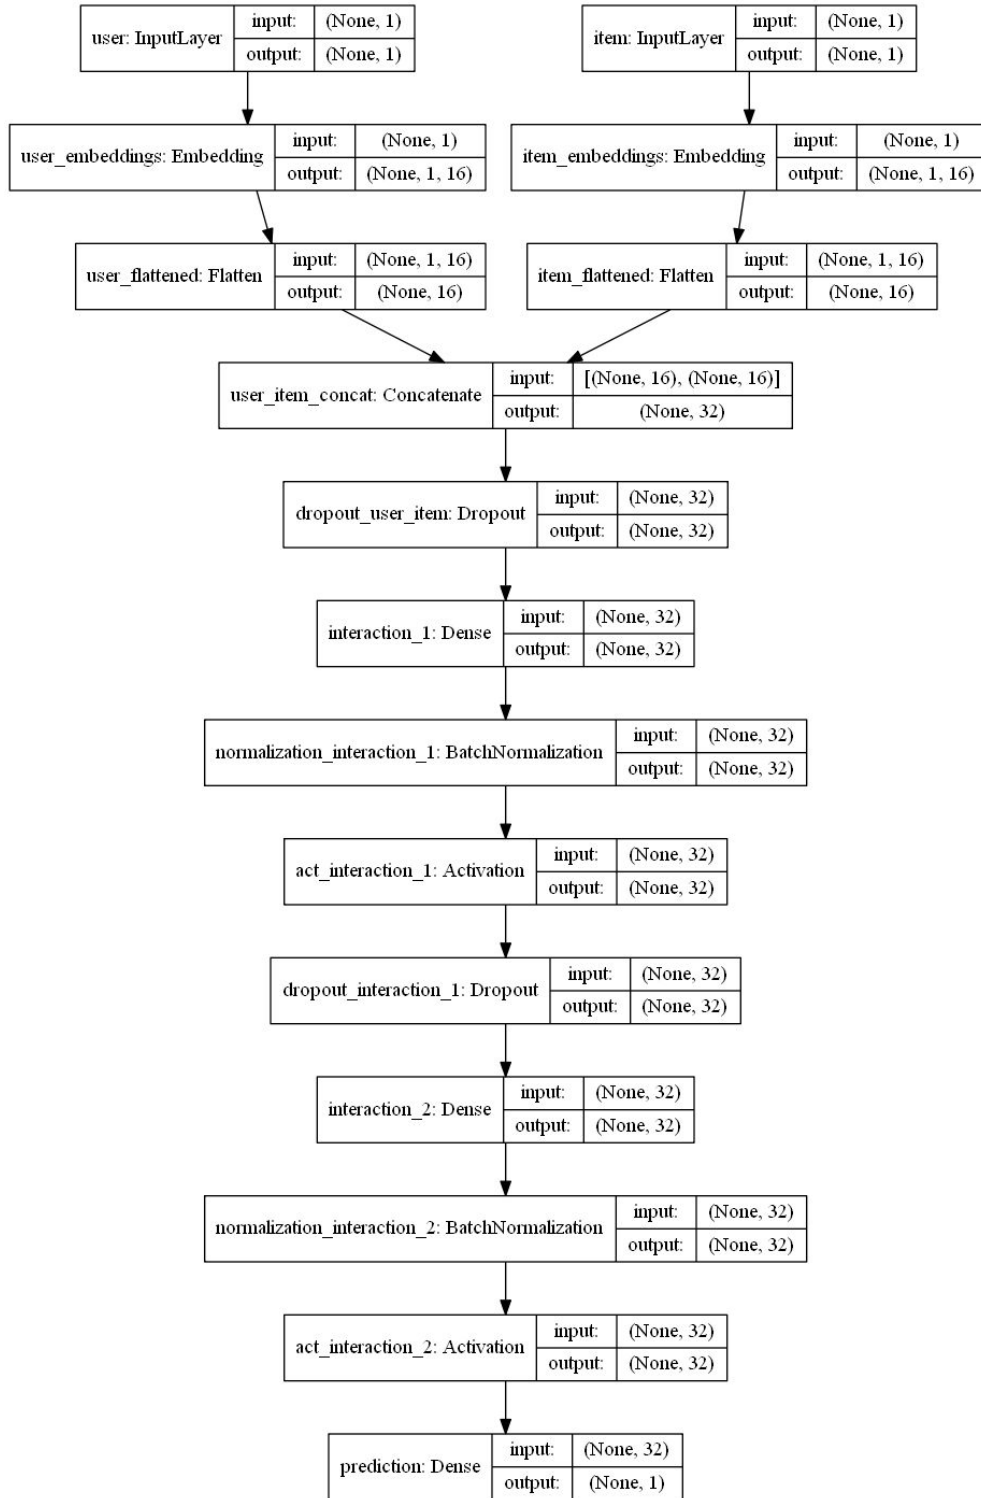 user: InputLayer
input:
(None, 1)
output:
(None, 1)
item: InputLayer
input:
(None, 1)
output:
(None, 1)
user_embeddings: Embedding
input:
(None, 1)
output:
(None, 1, 16)
item_embeddings: Embedding
input:
(None, 1)
output:
(None, 1, 16)
user_flattened: Flatten
input:
(None, 1, 16)
output:
(None, 16)
item_flattened: Flatten
input:
(None, 1, 16)
output:
(None, 16)
user_item_concat: Concatenate
input:
[(None, 16), (None, 16)]
output:
(None, 32)
dropout_user_item: Dropout
input:
(None, 32)
output:
(None, 32)
interaction_1: Dense
input:
(None, 32)
output:
(None, 32)
normalization_interaction_1: BatchNormalization
input:
(None, 32)
output:
(None, 32)
act_interaction_1: Activation
input:
(None, 32)
output:
(None, 32)
dropout_interaction_1: Dropout
input:
(None, 32)
output:
(None, 32)
interaction_2: Dense
input:
(None, 32)
output:
(None, 32)
normalization_interaction_2: BatchNormalization
input:
(None, 32)
output:
(None, 32)
act_interaction_2: Activation
input:
(None, 32)
output:
(None, 32)
prediction: Dense
input:
(None, 32)
output:
(None, 1)